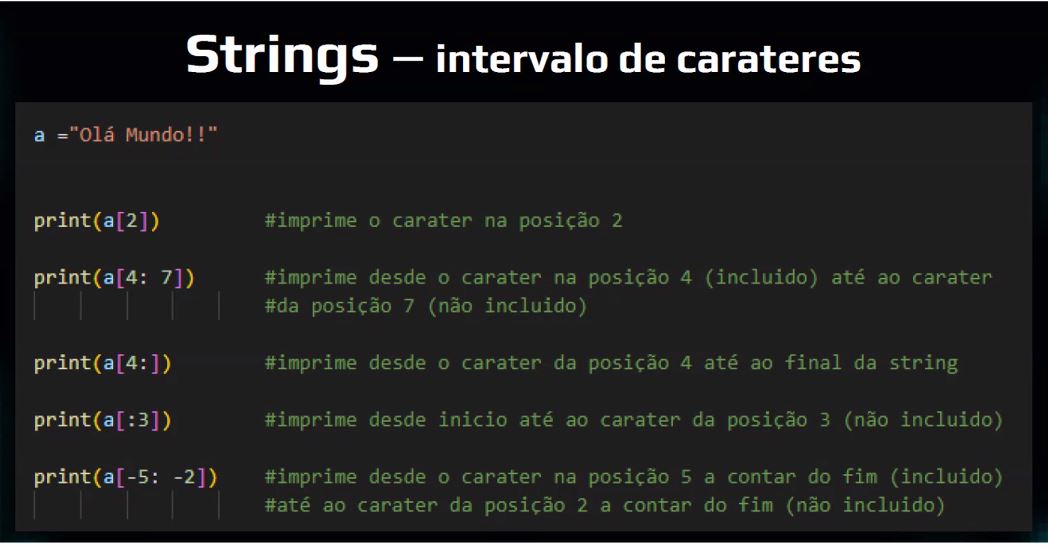 Strings — intervalo de carateres
a ="Olá Mundo!!"
print(a[2]) #imprime o carater na posição 2
print(a[4: 7]) #imprime desde o carater na posição 4 (incluido) até ao carater
#da posição 7 (não incluido)
print(a[4:]) #imprime desde o carater da posição 4 até ao final da string
print(a[:3]) #imprime desde inicio até ao carater da posição 3 (não incluido)
print(a[-5: -2]) #imprime desde o carater na posição 5 a contar do fim (incluido)
#até ao carater da posição 2 a contar do fim (não incluido)